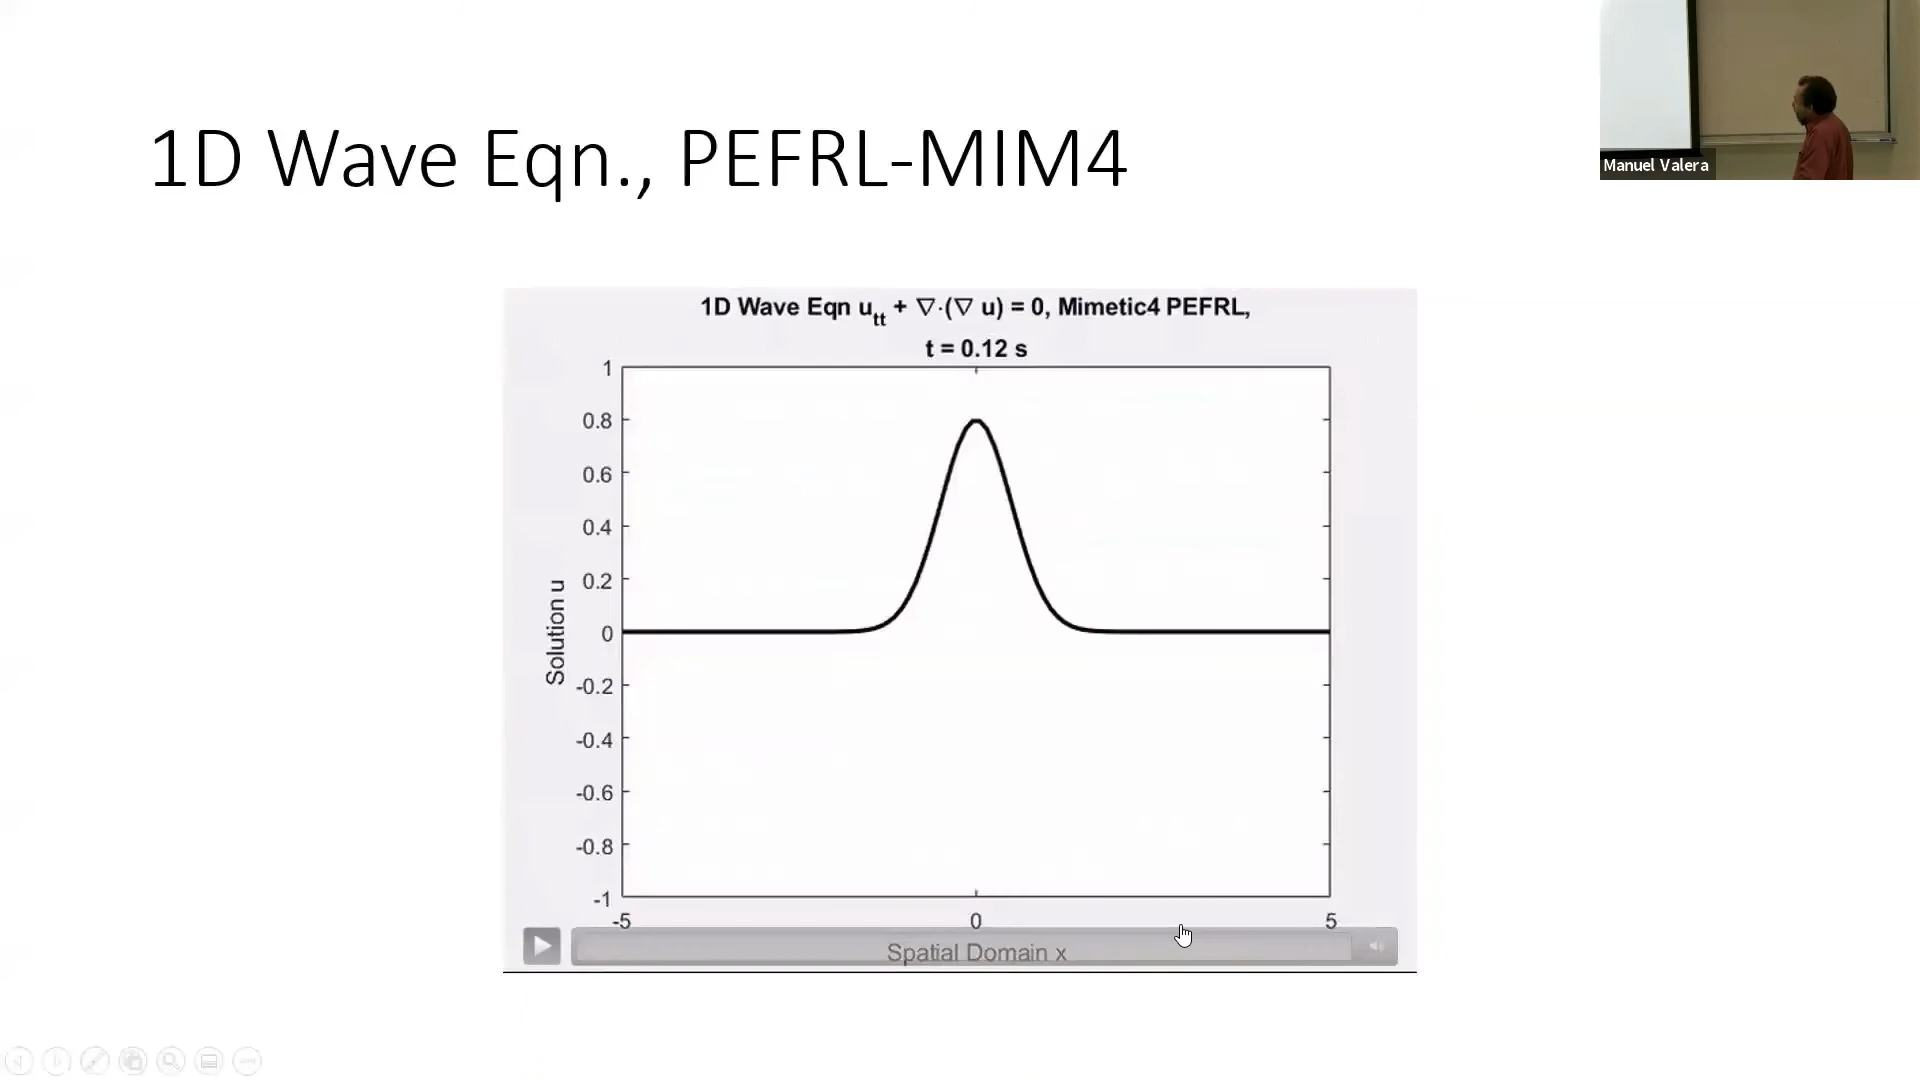 1D Wave Eqn., PEFRL-MIM4
Manuel Valera
1D Wave Eqn u_tt + ∇·(∇ u) = 0, Mimetic4 PEFRL,
t = 0.12 s
1
0.8
0.6
0.4
0.2
0
-0.2
-0.4
-0.6
-0.8
-1
Solution u
-5 0 5
Spatial Domain x